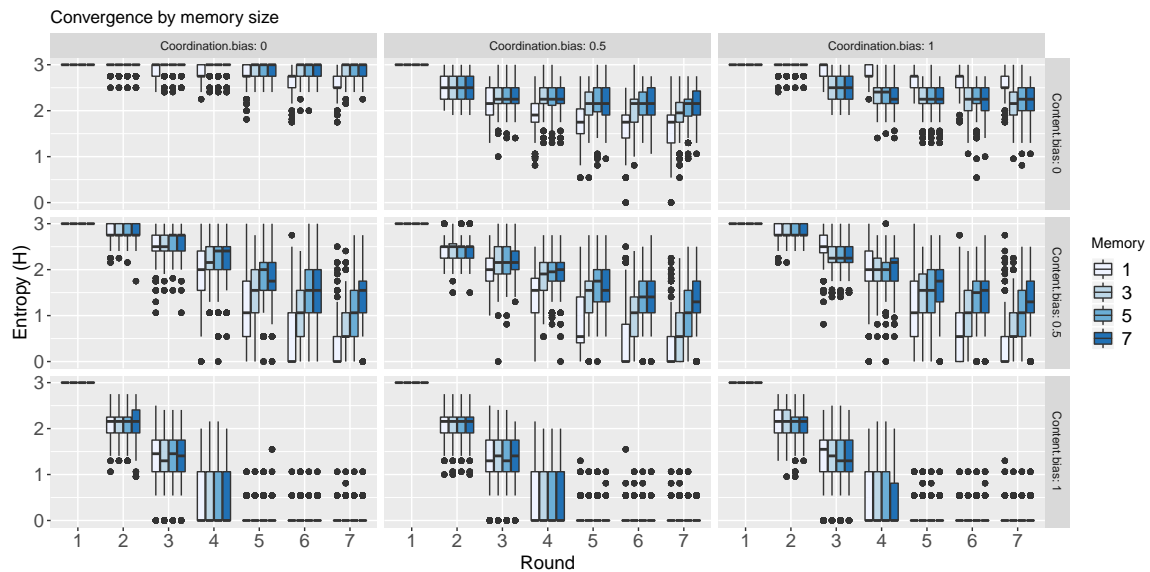 Convergence by memory size
Coordination.bias: 0
Coordination.bias: 0.5
Coordination.bias: 1
3
2
1
0
Content.bias: 0
3
2
1
0
Content.bias: 0.5
3
2
1
0
Content.bias: 1
Entropy (H)
1 2 3 4 5 6 7
1 2 3 4 5 6 7
1 2 3 4 5 6 7
Round
Memory
1
3
5
7